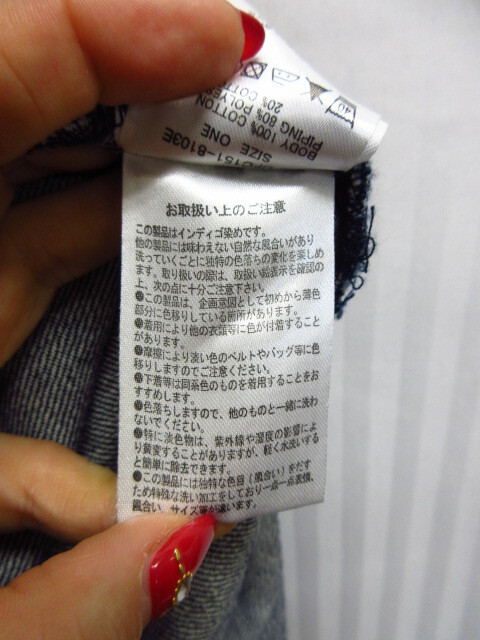 BODY 100% COTTON
PIPING 80% POLYES
20% COTT
SIZE ONE
151-8103E
お取扱い上のご注意
この製品はインディゴ染めです。
他の製品には味わえない自然な風合いがあり
洗っていくごとに独特の色落ちの変化を楽しめ
ます。取り扱いの際は、取扱い絵表示を確認の
上、次の点に十分ご注意下さい。
●この製品は、企画意図として初めから薄色
部分に色移りしている箇所があります。
●着用により他の衣類等に色が付着すること
があります。
●摩擦により淡い色のベルトやバッグ等に色
移りしますのでご注意ください。
●下着等は同系色のものを着用することをお
すすめします。
●色落ちしますので、他のものと一緒に洗わ
ないでください。
●特に淡色物は、紫外線や湿度の影響によ
り黄変することがありますが、軽く水洗いする
と簡単に除去できます。
●この製品には独特な色目(風合い)をだす
ため特殊な洗い加工をしており一点一点表情、
風合い、サイズ等が違います。